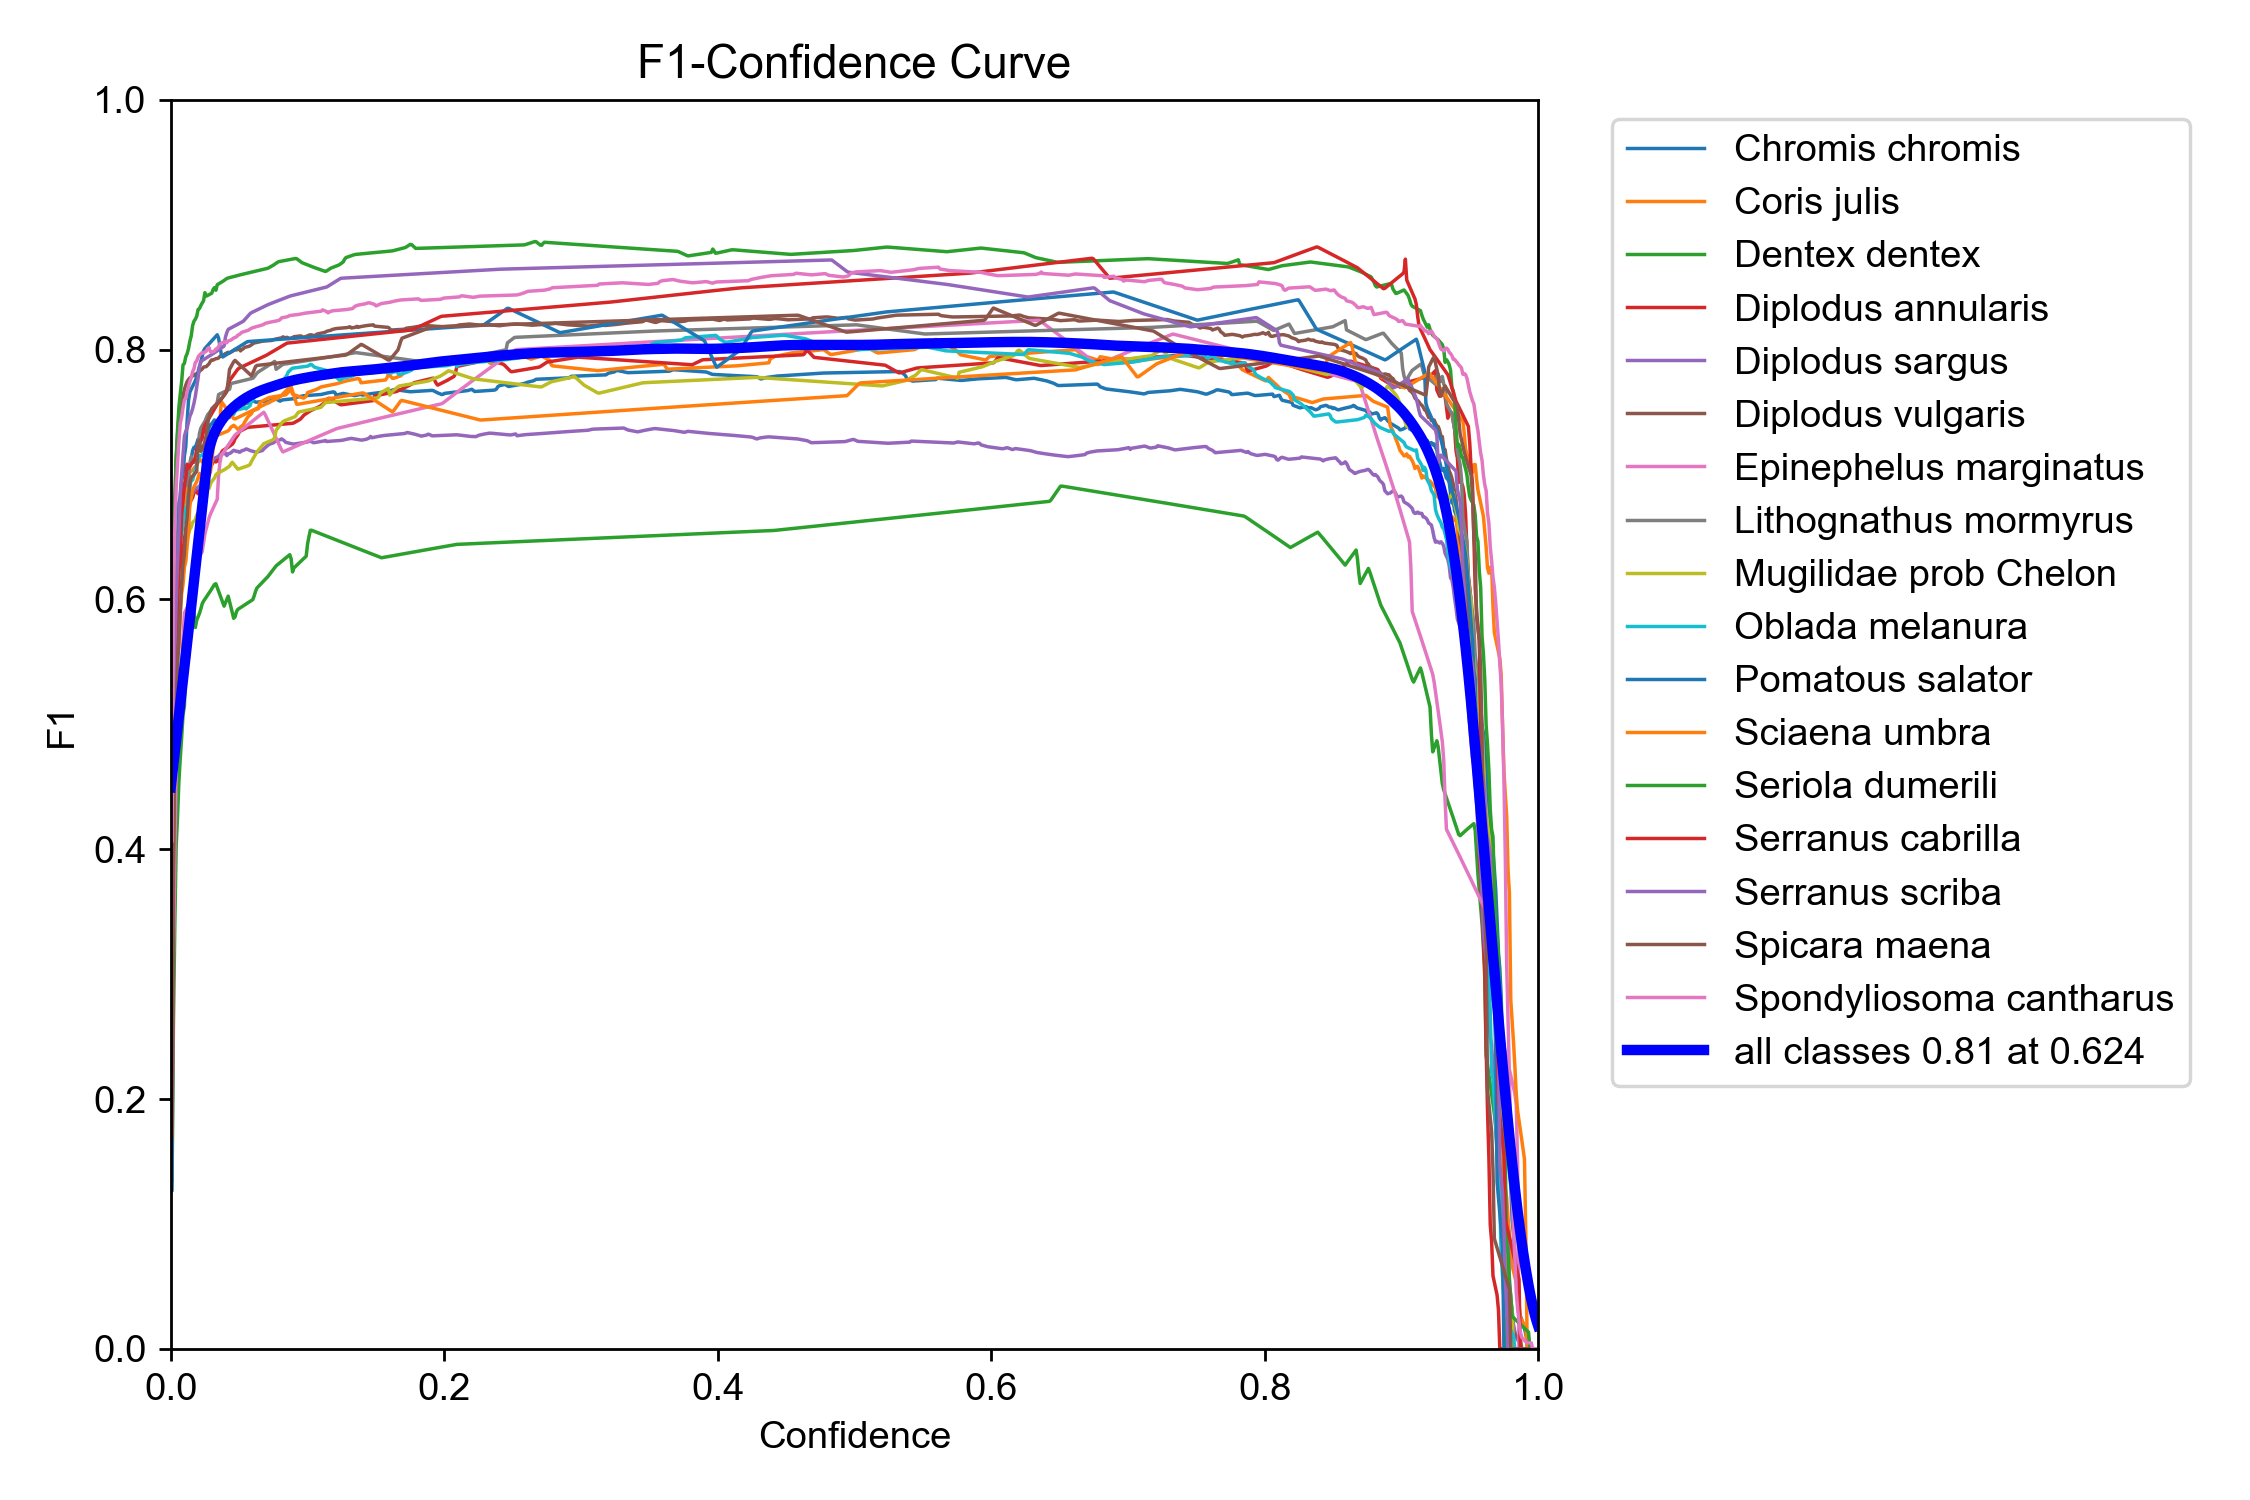 F1-Confidence Curve
1.0
0.8
0.6
0.4
0.2
0.0
F1
0.0 0.2 0.4 0.6 0.8 1.0
Confidence
Chromis chromis
Coris julis
Dentex dentex
Diplodus annularis
Diplodus sargus
Diplodus vulgaris
Epinephelus marginatus
Lithognathus mormyrus
Mugilidae prob Chelon
Oblada melanura
Pomatous salator
Sciaena umbra
Seriola dumerili
Serranus cabrilla
Serranus scriba
Spicara maena
Spondyliosoma cantharus
all classes 0.81 at 0.624